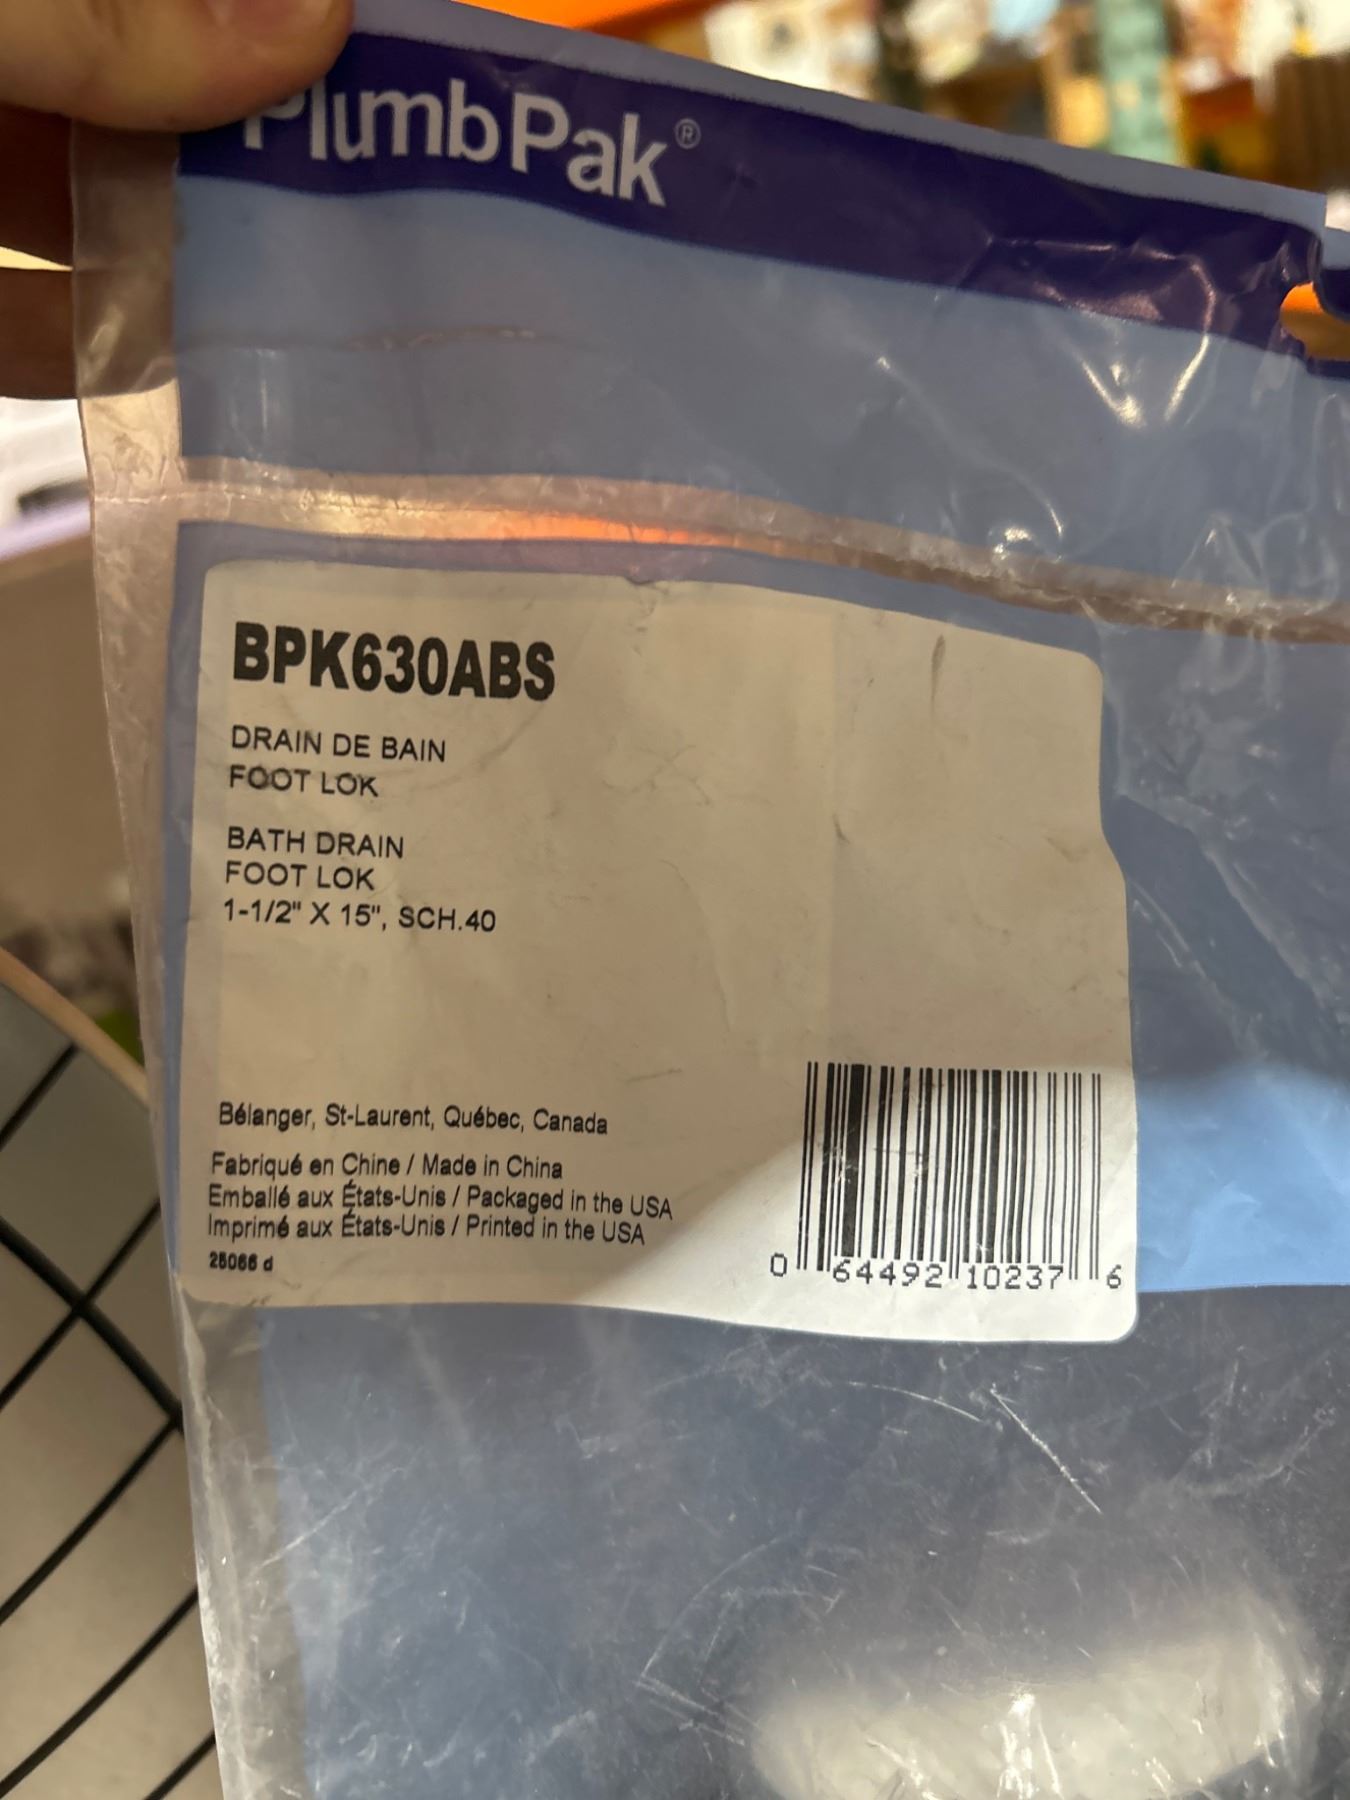 PlumbPak®
BPK630ABS
DRAIN DE BAIN
FOOT LOK
BATH DRAIN
FOOT LOK
1-1/2" X 15", SCH.40
Bélanger, St-Laurent, Québec, Canada
Fabriqué en Chine / Made in China
Emballé aux États-Unis / Packaged in the USA
Imprimé aux États-Unis / Printed in the USA
25066 d
0 64492 10237 6